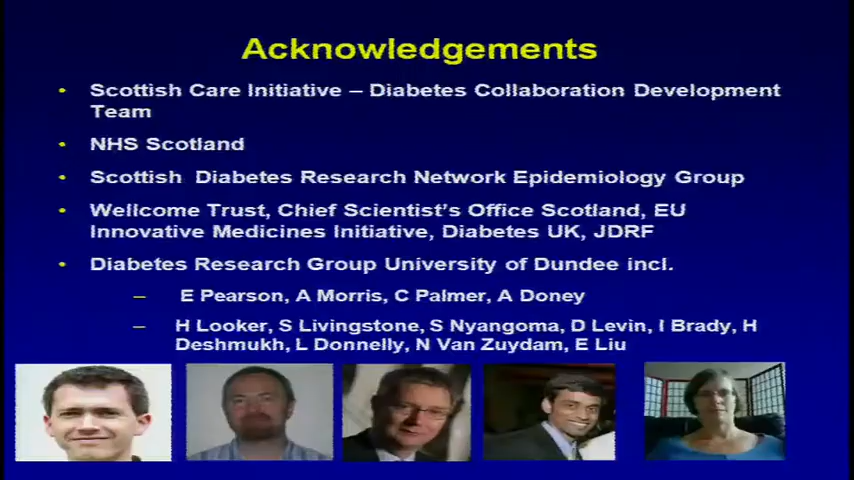 Acknowledgements
• Scottish Care Initiative – Diabetes Collaboration Development
Team
• NHS Scotland
• Scottish Diabetes Research Network Epidemiology Group
• Wellcome Trust, Chief Scientist's Office Scotland, EU
Innovative Medicines Initiative, Diabetes UK, JDRF
• Diabetes Research Group University of Dundee incl.
– E Pearson, A Morris, C Palmer, A Doney
– H Looker, S Livingstone, S Nyangoma, D Levin, I Brady, H
Deshmukh, L Donnelly, N Van Zuydam, E Liu